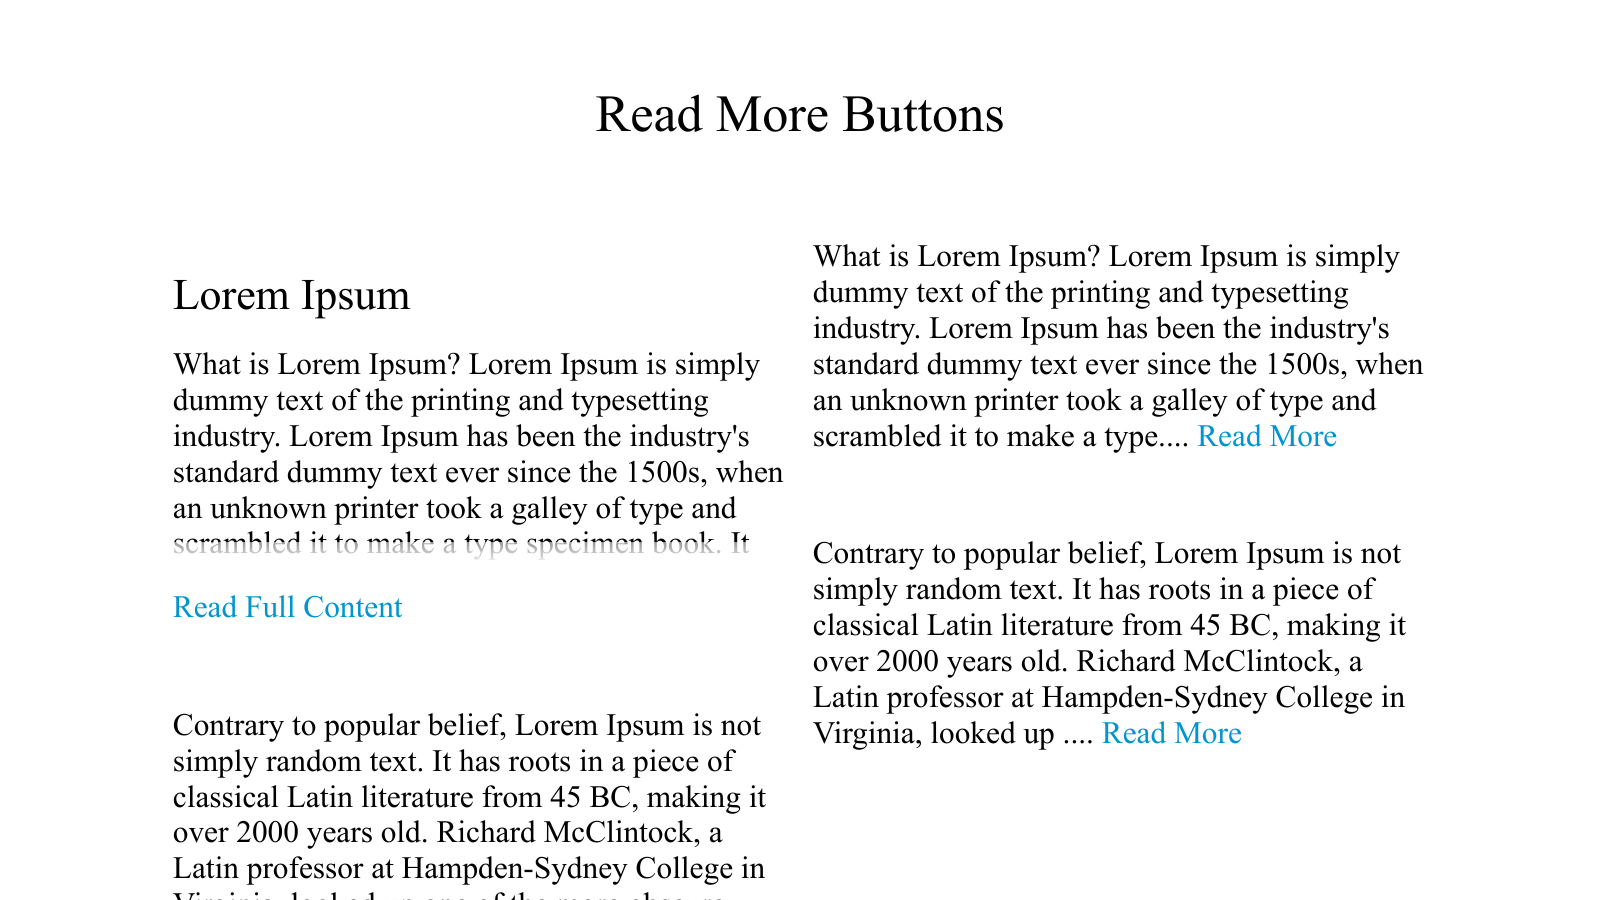 Read More Buttons
Lorem Ipsum
What is Lorem Ipsum? Lorem Ipsum is simply
dummy text of the printing and typesetting
industry. Lorem Ipsum has been the industry's
standard dummy text ever since the 1500s, when
an unknown printer took a galley of type and
scrambled it to make a type specimen book. It
Read Full Content
Contrary to popular belief, Lorem Ipsum is not
simply random text. It has roots in a piece of
classical Latin literature from 45 BC, making it
over 2000 years old. Richard McClintock, a
Latin professor at Hampden-Sydney College in
Virginia, looked up one of the more obscure
What is Lorem Ipsum? Lorem Ipsum is simply
dummy text of the printing and typesetting
industry. Lorem Ipsum has been the industry's
standard dummy text ever since the 1500s, when
an unknown printer took a galley of type and
scrambled it to make a type.... Read More
Contrary to popular belief, Lorem Ipsum is not
simply random text. It has roots in a piece of
classical Latin literature from 45 BC, making it
over 2000 years old. Richard McClintock, a
Latin professor at Hampden-Sydney College in
Virginia, looked up .... Read More